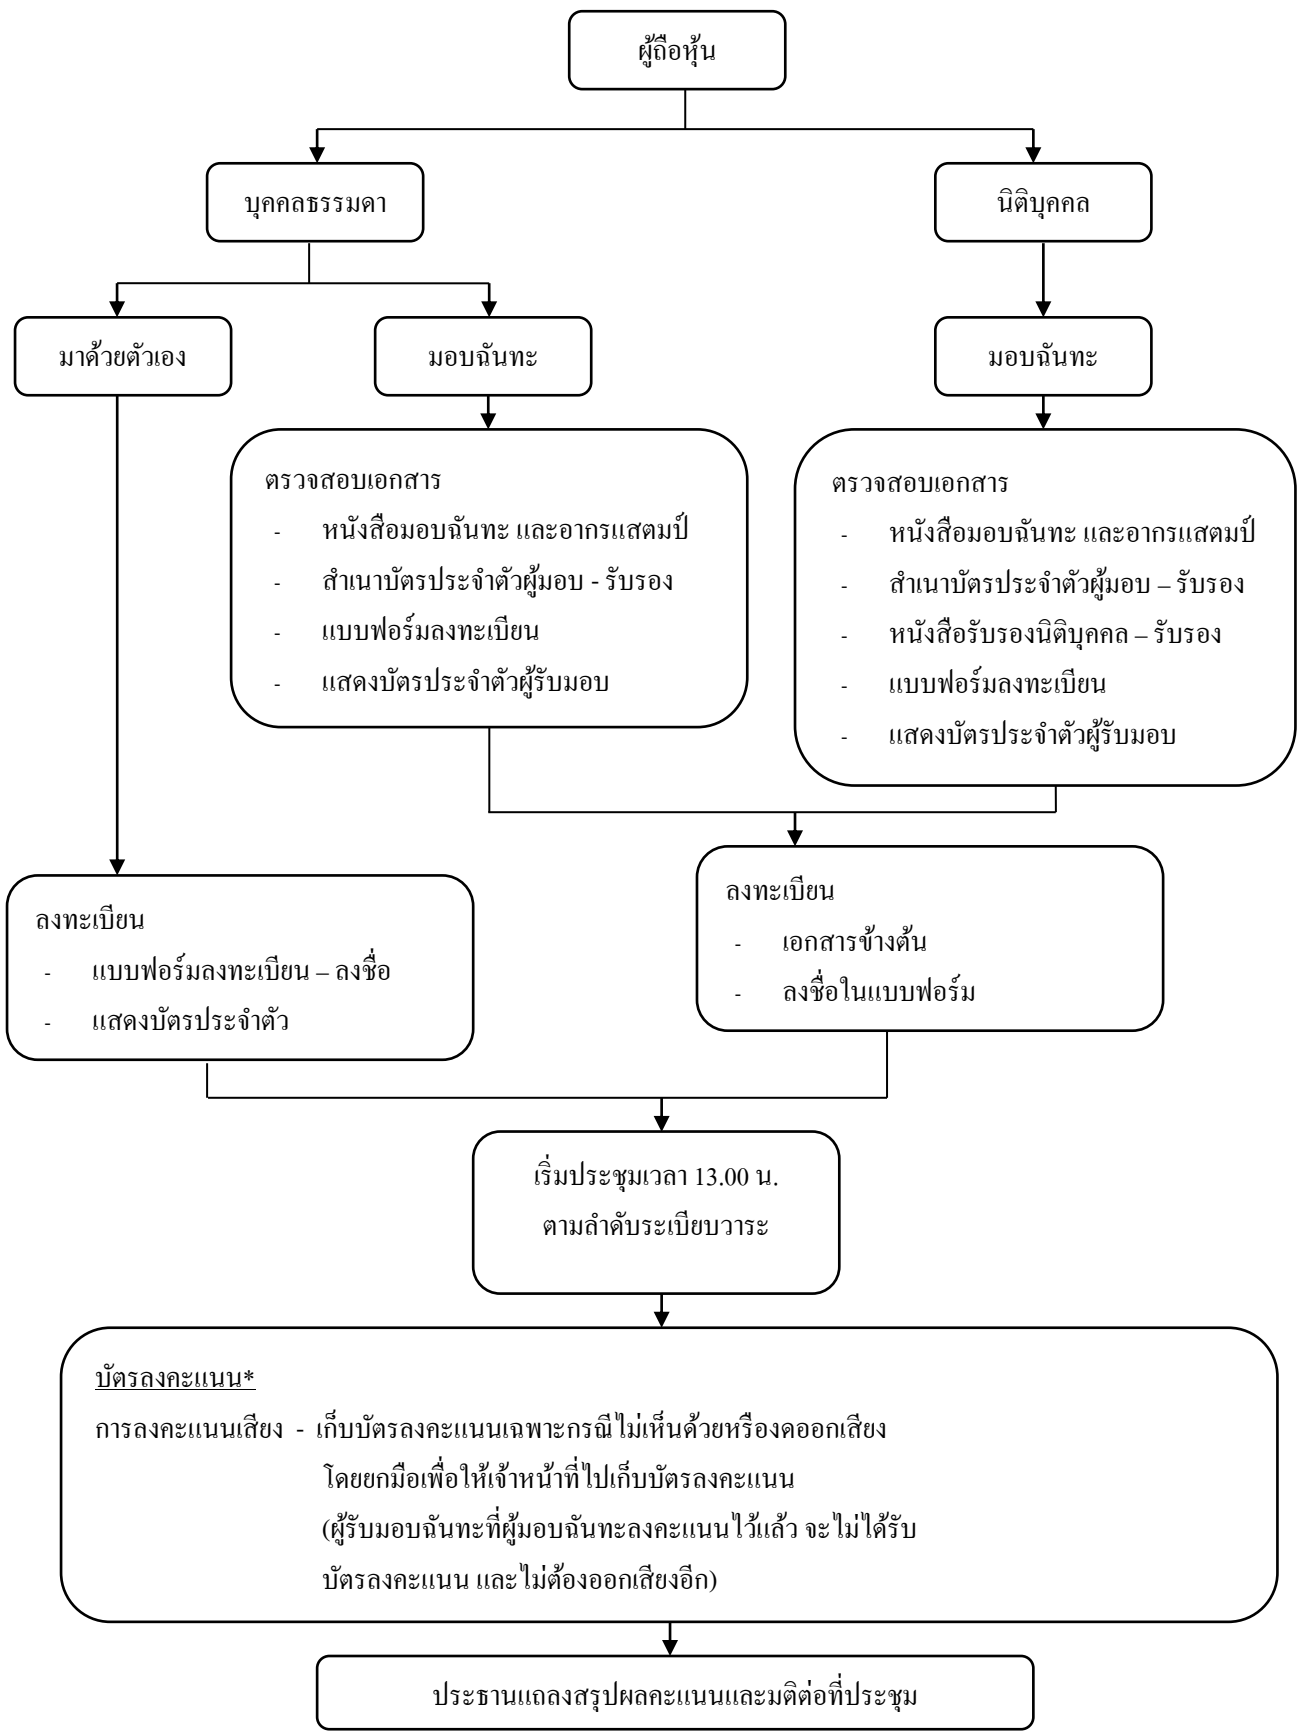 ผู้ถือหุ้น
บุคคลธรรมดา
นิติบุคคล
มาด้วยตัวเอง
มอบฉันทะ
มอบฉันทะ
ตรวจสอบเอกสาร
- หนังสือมอบฉันทะ และอากรแสตมป์
- สำเนาบัตรประจำตัวผู้มอบ - รับรอง
- แบบฟอร์มลงทะเบียน
- แสดงบัตรประจำตัวผู้รับมอบ
ตรวจสอบเอกสาร
- หนังสือมอบฉันทะ และอากรแสตมป์
- สำเนาบัตรประจำตัวผู้มอบ – รับรอง
- หนังสือรับรองนิติบุคคล – รับรอง
- แบบฟอร์มลงทะเบียน
- แสดงบัตรประจำตัวผู้รับมอบ
ลงทะเบียน
- แบบฟอร์มลงทะเบียน – ลงชื่อ
- แสดงบัตรประจำตัว
ลงทะเบียน
- เอกสารข้างต้น
- ลงชื่อในแบบฟอร์ม
เริ่มประชุมเวลา 13.00 น.
ตามลำดับระเบียบวาระ
บัตรลงคะแนน*
การลงคะแนนเสียง - เก็บบัตรลงคะแนนเฉพาะกรณีไม่เห็นด้วยหรืองดออกเสียง
โดยยกมือเพื่อให้เจ้าหน้าที่ไปเก็บบัตรลงคะแนน
(ผู้รับมอบฉันทะที่ผู้มอบฉันทะลงคะแนนไว้แล้ว จะไม่ได้รับ
บัตรลงคะแนน และไม่ต้องออกเสียงอีก)
ประธานแถลงสรุปผลคะแนนและมติต่อที่ประชุม